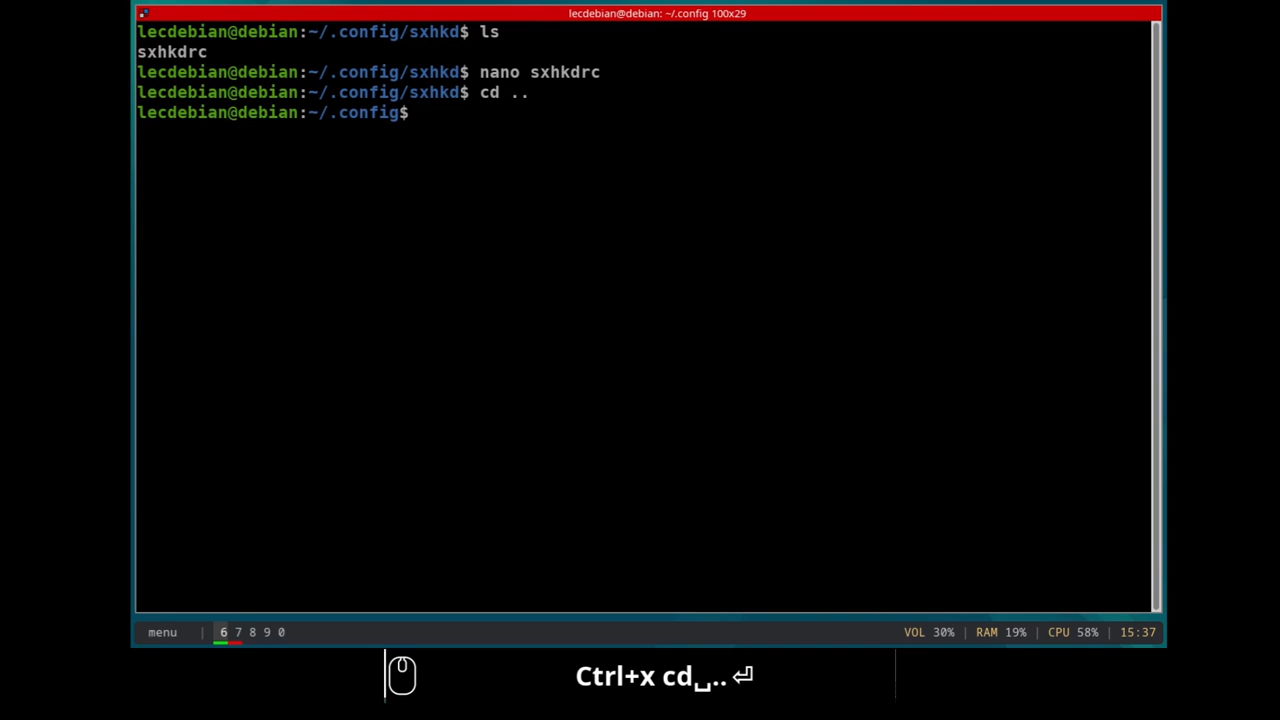 lecdebian@debian: ~/.config 100x29
lecdebian@debian:~/.config/sxhkd$ ls
sxhkdrc
lecdebian@debian:~/.config/sxhkd$ nano sxhkdrc
lecdebian@debian:~/.config/sxhkd$ cd ..
lecdebian@debian:~/.config$
menu | 6 7 8 9 0 VOL 30% | RAM 19% | CPU 58% | 15:37
Ctrl+x cd␣..⏎